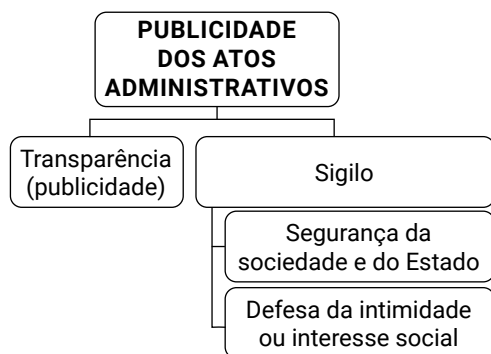 PUBLICIDADE
DOS ATOS
ADMINISTRATIVOS
Transparência
(publicidade)
Sigilo
Segurança da
sociedade e do Estado
Defesa da intimidade
ou interesse social